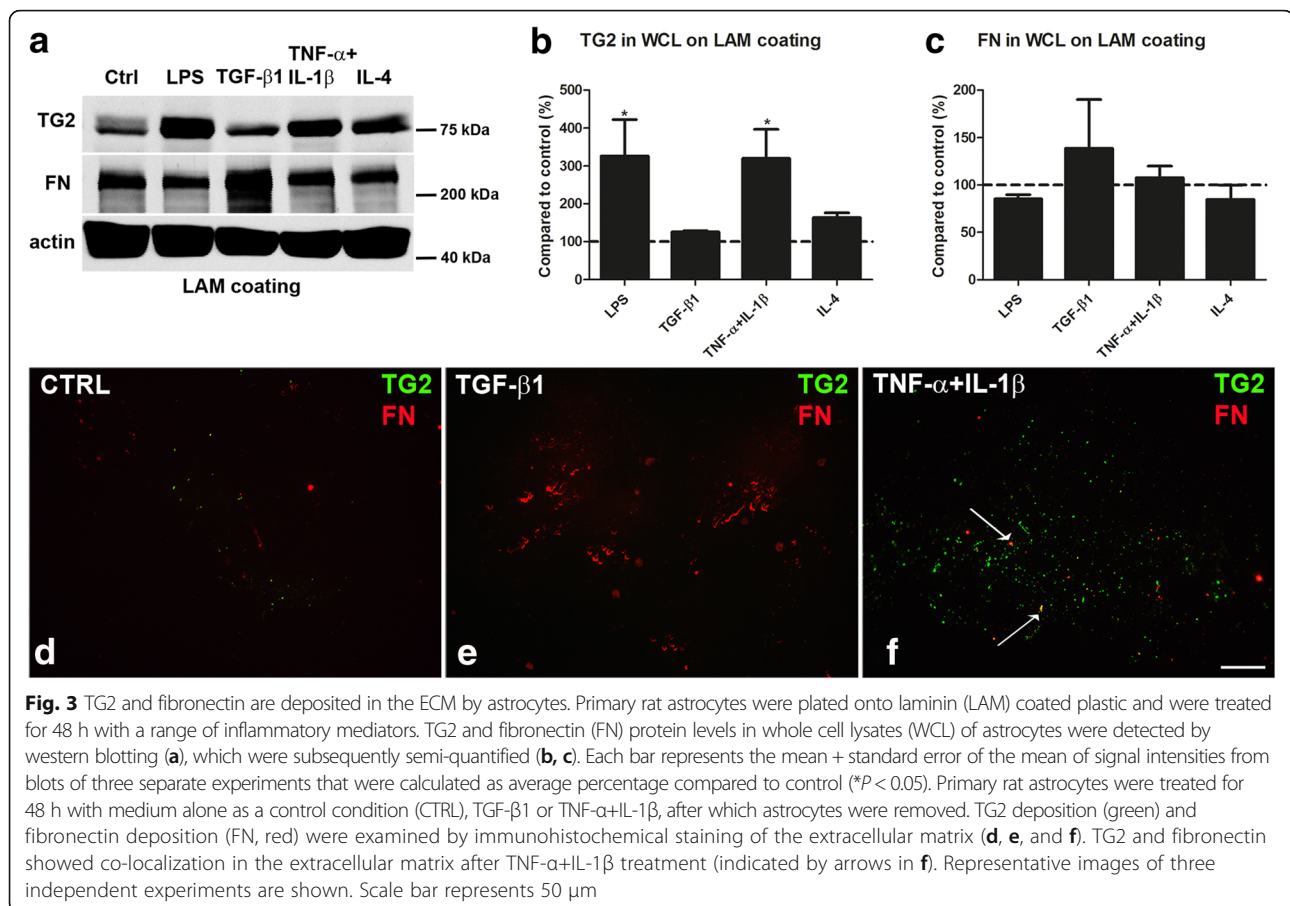 a
Ctrl LPS TGF-β1 TNF-α+ IL-1β IL-4
TG2
75 kDa
FN
200 kDa
actin
40 kDa
LAM coating
b
TG2 in WCL on LAM coating
Compared to control (%)
500
400
300
200
100
0
* *
LPS TGF-β1 TNF-α+IL-1β IL-4
c
FN in WCL on LAM coating
Compared to control (%)
200
150
100
50
0
LPS TGF-β1 TNF-α+IL-1β IL-4
CTRL TG2
FN
d
TGF-β1 TG2
FN
e
TNF-α+IL-1β TG2
FN
f
Fig. 3 TG2 and fibronectin are deposited in the ECM by astrocytes. Primary rat astrocytes were plated onto laminin (LAM) coated plastic and were treated
for 48 h with a range of inflammatory mediators. TG2 and fibronectin (FN) protein levels in whole cell lysates (WCL) of astrocytes were detected by
western blotting (a), which were subsequently semi-quantified (b, c). Each bar represents the mean + standard error of the mean of signal intensities from
blots of three separate experiments that were calculated as average percentage compared to control (*P < 0.05). Primary rat astrocytes were treated for
48 h with medium alone as a control condition (CTRL), TGF-β1 or TNF-α+IL-1β, after which astrocytes were removed. TG2 deposition (green) and
fibronectin deposition (FN, red) were examined by immunohistochemical staining of the extracellular matrix (d, e, and f). TG2 and fibronectin
showed co-localization in the extracellular matrix after TNF-α+IL-1β treatment (indicated by arrows in f). Representative images of three
independent experiments are shown. Scale bar represents 50 μm